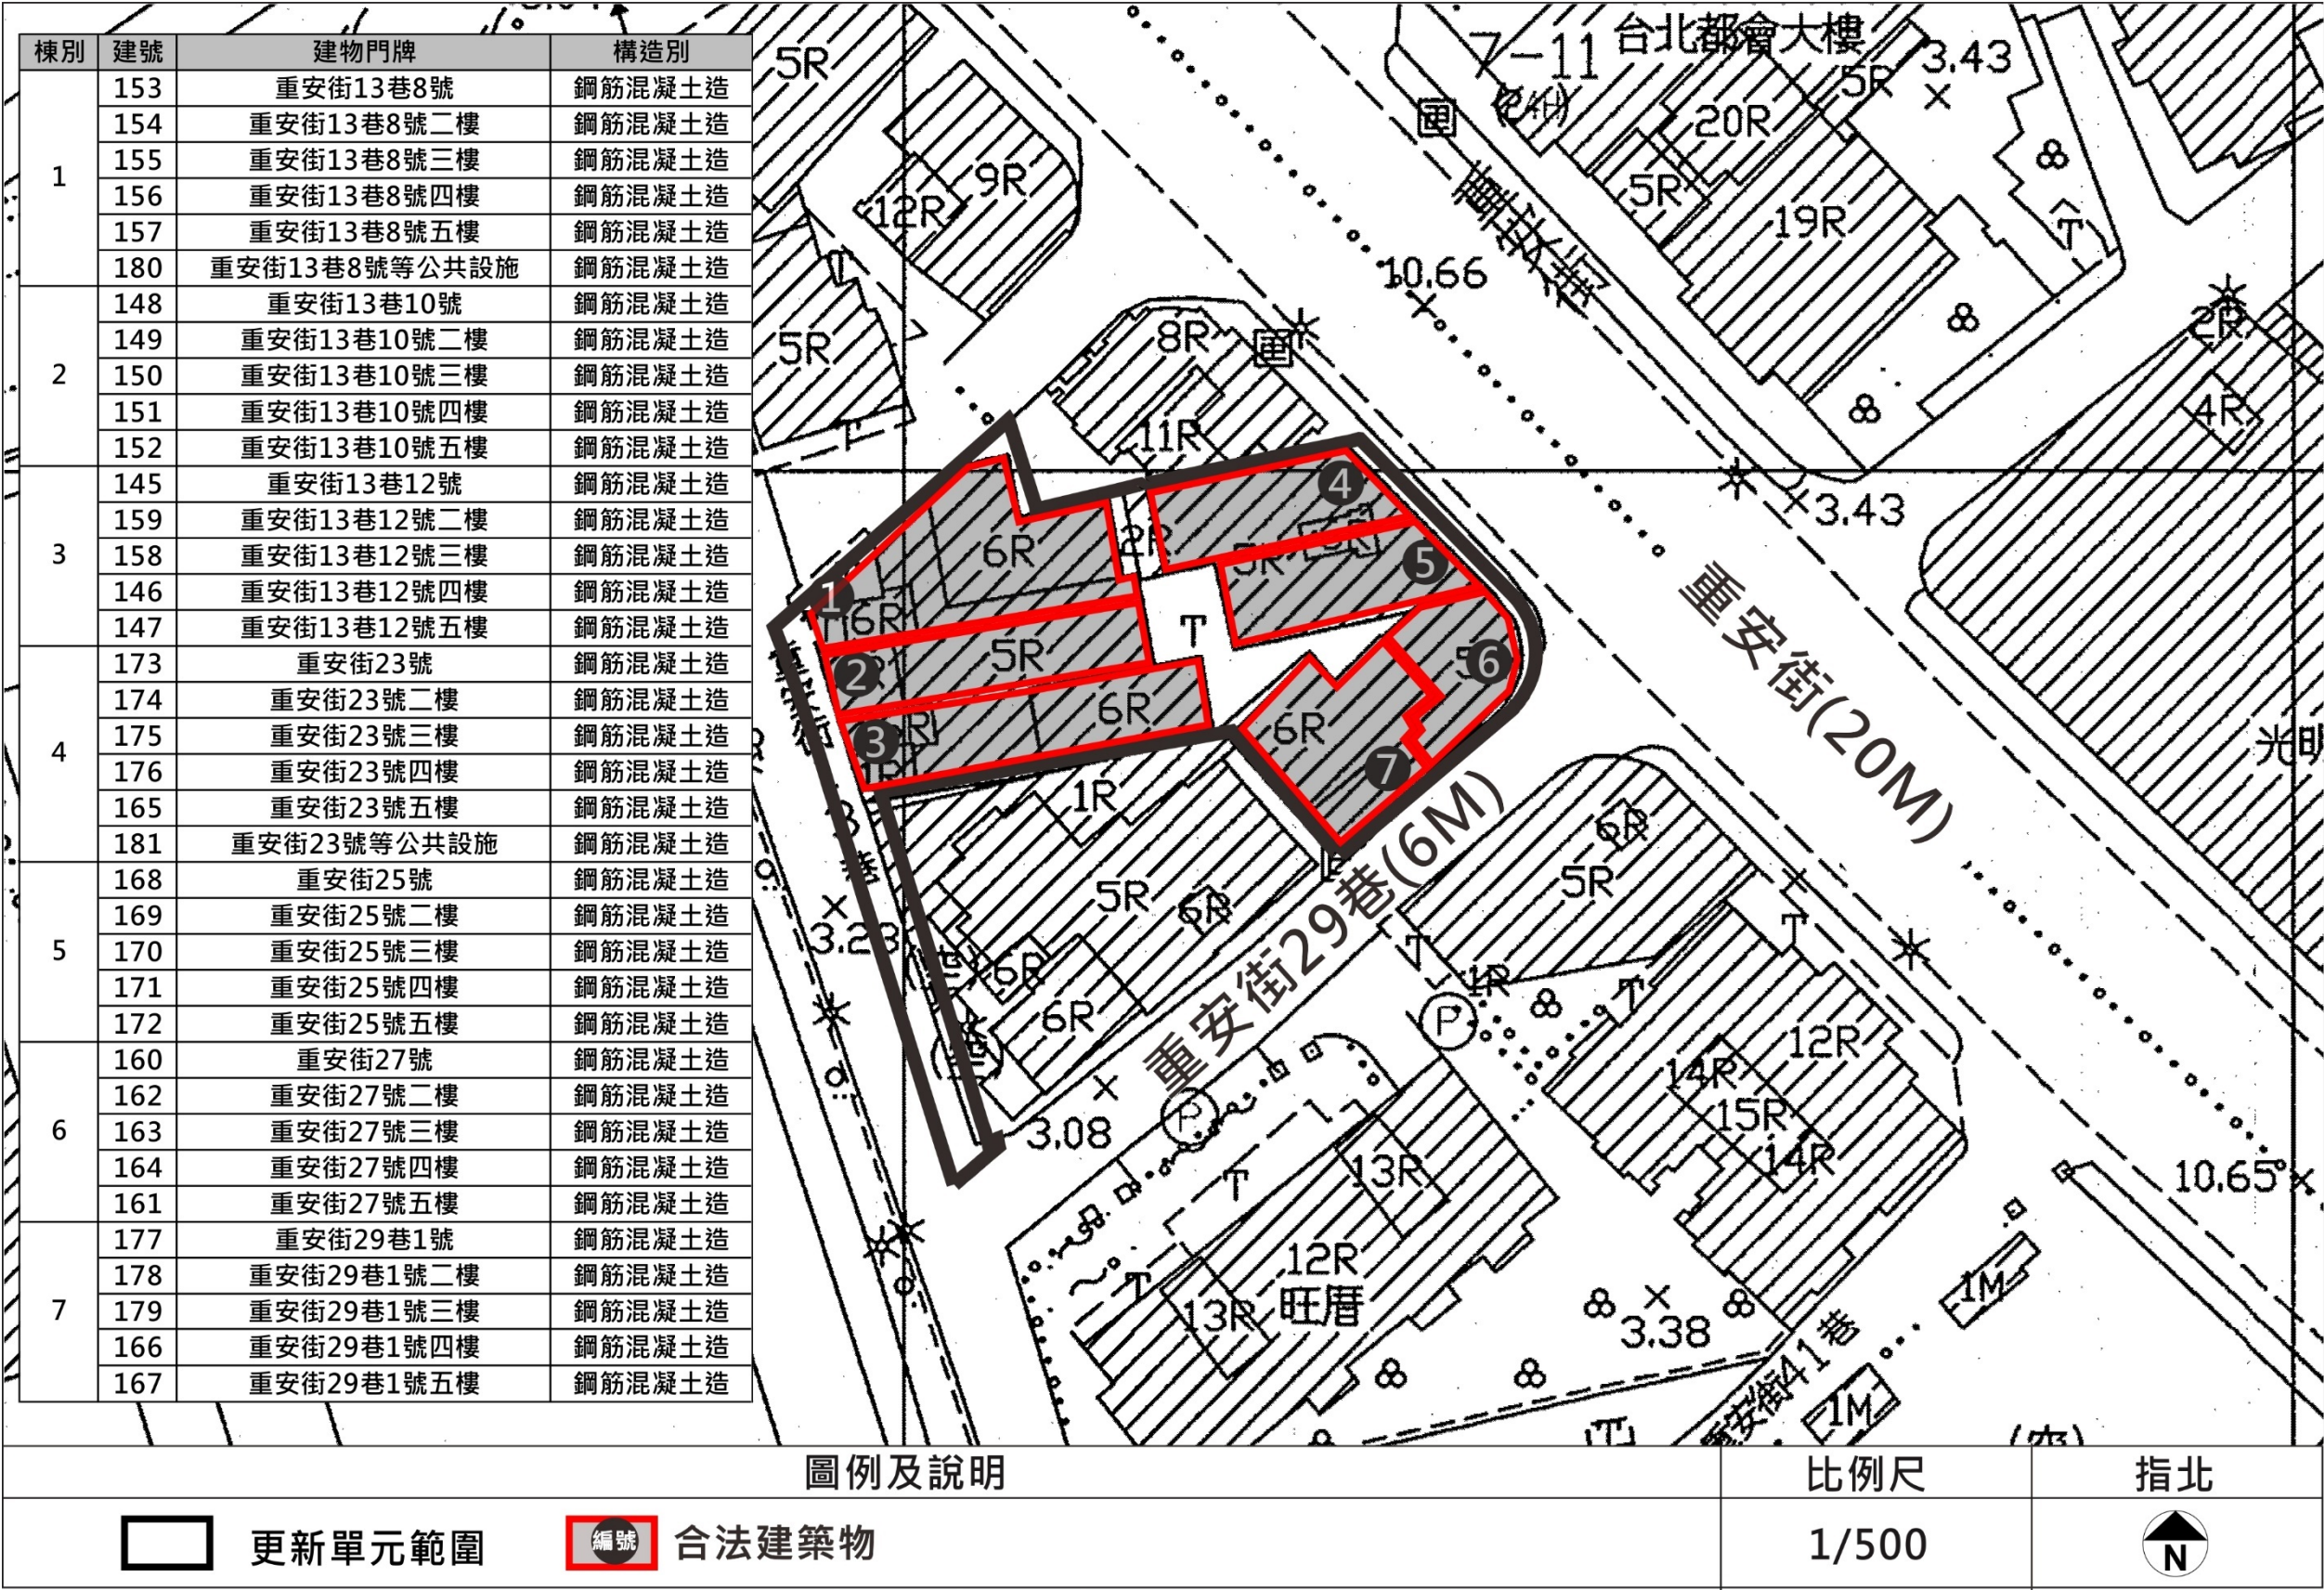 棟別 建號 建物門牌 構造別
1
153 重安街13巷8號 鋼筋混凝土造
154 重安街13巷8號二樓 鋼筋混凝土造
155 重安街13巷8號三樓 鋼筋混凝土造
156 重安街13巷8號四樓 鋼筋混凝土造
157 重安街13巷8號五樓 鋼筋混凝土造
180 重安街13巷8號等公共設施 鋼筋混凝土造
2
148 重安街13巷10號 鋼筋混凝土造
149 重安街13巷10號二樓 鋼筋混凝土造
150 重安街13巷10號三樓 鋼筋混凝土造
151 重安街13巷10號四樓 鋼筋混凝土造
152 重安街13巷10號五樓 鋼筋混凝土造
3
145 重安街13巷12號 鋼筋混凝土造
159 重安街13巷12號二樓 鋼筋混凝土造
158 重安街13巷12號三樓 鋼筋混凝土造
146 重安街13巷12號四樓 鋼筋混凝土造
147 重安街13巷12號五樓 鋼筋混凝土造
4
173 重安街23號 鋼筋混凝土造
174 重安街23號二樓 鋼筋混凝土造
175 重安街23號三樓 鋼筋混凝土造
176 重安街23號四樓 鋼筋混凝土造
165 重安街23號五樓 鋼筋混凝土造
181 重安街23號等公共設施 鋼筋混凝土造
5
168 重安街25號 鋼筋混凝土造
169 重安街25號二樓 鋼筋混凝土造
170 重安街25號三樓 鋼筋混凝土造
171 重安街25號四樓 鋼筋混凝土造
172 重安街25號五樓 鋼筋混凝土造
6
160 重安街27號 鋼筋混凝土造
162 重安街27號二樓 鋼筋混凝土造
163 重安街27號三樓 鋼筋混凝土造
164 重安街27號四樓 鋼筋混凝土造
161 重安街27號五樓 鋼筋混凝土造
7
177 重安街29巷1號 鋼筋混凝土造
178 重安街29巷1號二樓 鋼筋混凝土造
179 重安街29巷1號三樓 鋼筋混凝土造
166 重安街29巷1號四樓 鋼筋混凝土造
167 重安街29巷1號五樓 鋼筋混凝土造
台北都會大樓
7-11
5R
5R
3.43
20R
9R
12R
5R
19R
10.66
8R
5R
2R
4R
11R
4
3.43
6R
2R
5R
5
1
6R
T
重安街(20M)
2
5R
6
3
6R
6R
7
光明
1R
5R
6R
6R
6R
3.23
重安街29巷(6M)
6R
5R
T
T
T
1R
P
12R
14R
15R
14R
P
3.08
T
13R
10.65
12R
旺厝
13R
T
3.38
1M
1M
重安街41巷
圖例及說明 比例尺 指北
更新單元範圍 編號 合法建築物 1/500 N